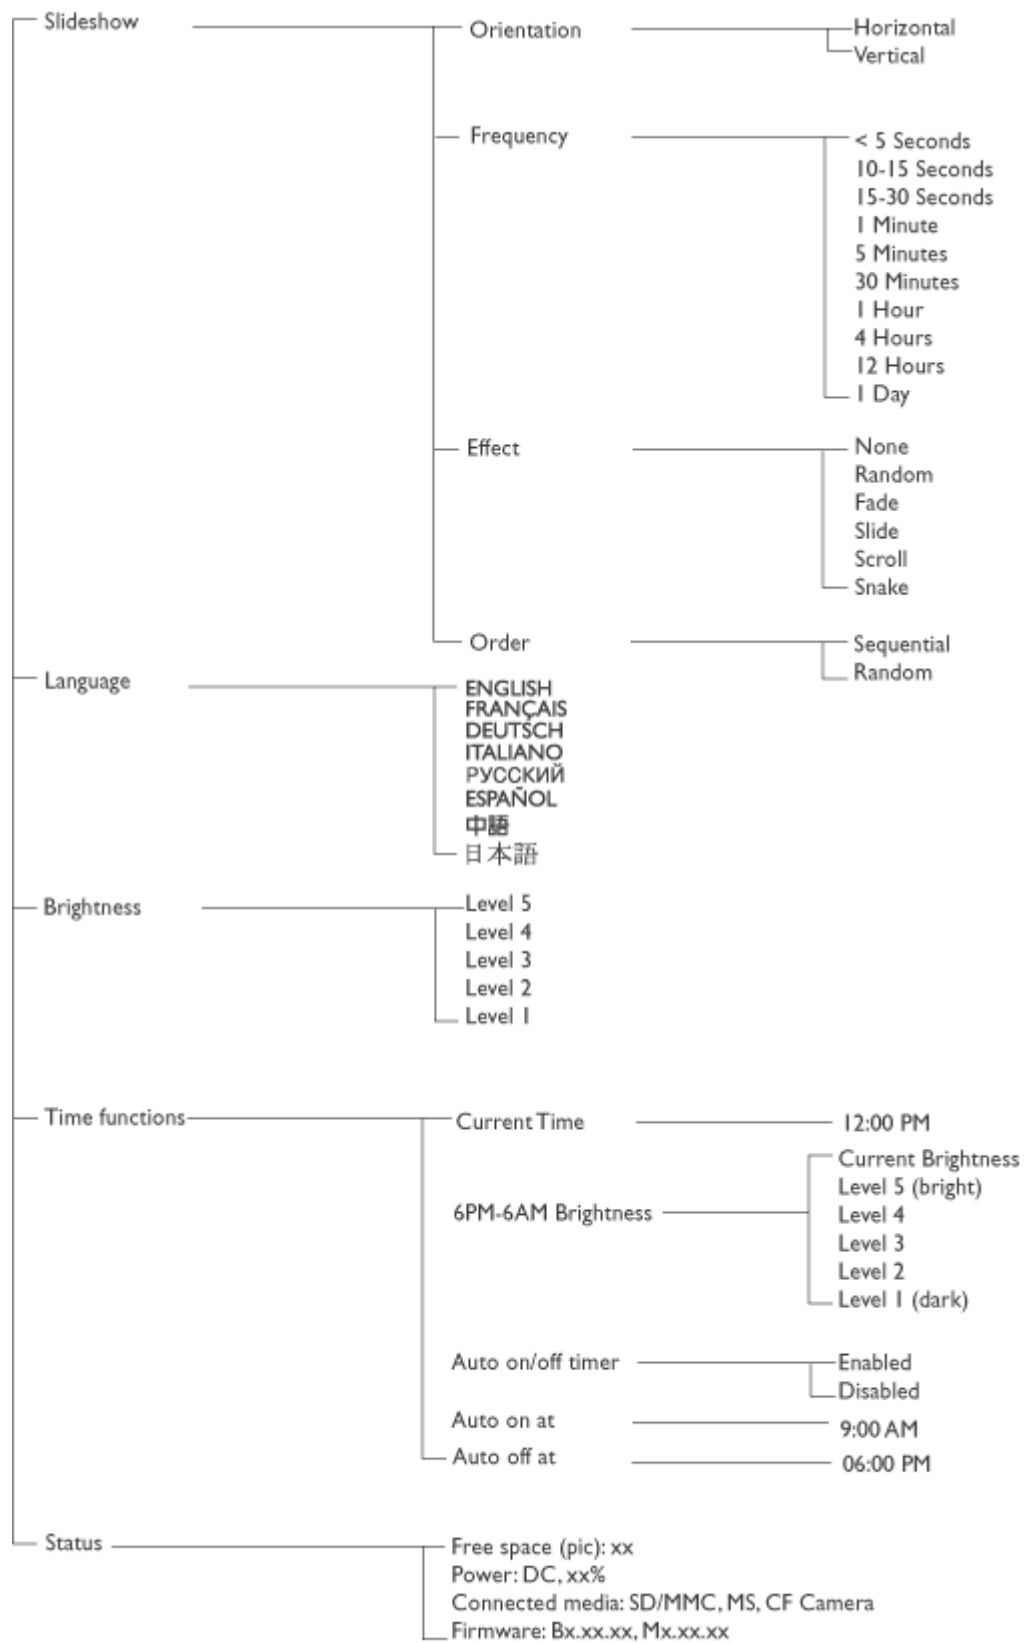 Slideshow
Orientation
Horizontal
Vertical
Frequency
< 5 Seconds
10-15 Seconds
15-30 Seconds
1 Minute
5 Minutes
30 Minutes
1 Hour
4 Hours
12 Hours
1 Day
Effect
None
Random
Fade
Slide
Scroll
Snake
Order
Sequential
Random
Language
ENGLISH
FRANÇAIS
DEUTSCH
ITALIANO
РУССКИЙ
ESPAÑOL
中語
日本語
Brightness
Level 5
Level 4
Level 3
Level 2
Level 1
Time functions
Current Time
12:00 PM
6PM-6AM Brightness
Current Brightness
Level 5 (bright)
Level 4
Level 3
Level 2
Level 1 (dark)
Auto on/off timer
Enabled
Disabled
Auto on at
9:00 AM
Auto off at
06:00 PM
Status
Free space (pic): xx
Power: DC, xx%
Connected media: SD/MMC, MS, CF Camera
Firmware: Bx.xx.xx, Mx.xx.xx